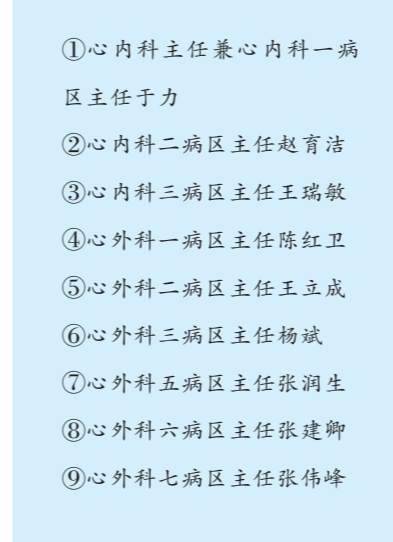 ①心内科主任兼心内科一病
区主任于力
②心内科二病区主任赵育洁
③心内科三病区主任王瑞敏
④心外科一病区主任陈红卫
⑤心外科二病区主任王立成
⑥心外科三病区主任杨斌
⑦心外科五病区主任张润生
⑧心外科六病区主任张建卿
⑨心外科七病区主任张伟峰